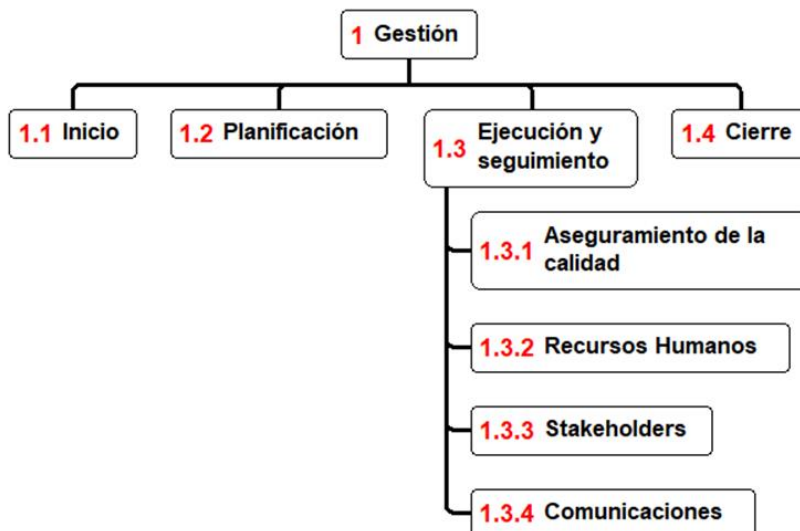 1 Gestión
1.1 Inicio
1.2 Planificación
1.3 Ejecución y
seguimiento
1.4 Cierre
1.3.1 Aseguramiento de la
calidad
1.3.2 Recursos Humanos
1.3.3 Stakeholders
1.3.4 Comunicaciones